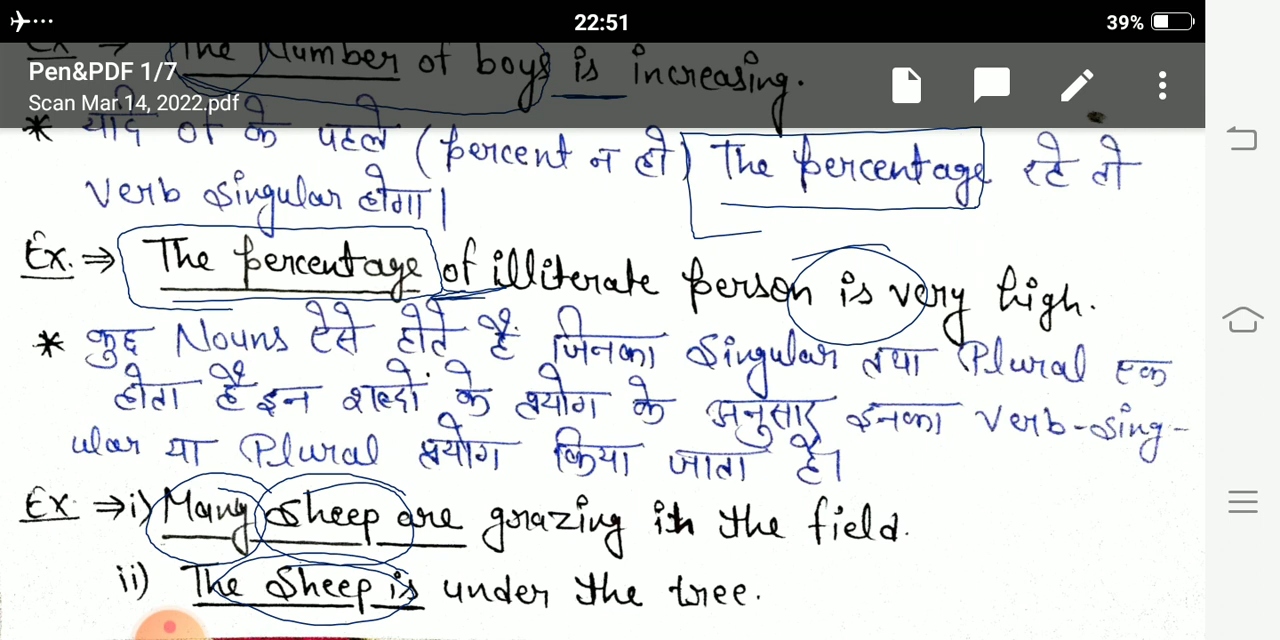 22:51
39%
Ex ⇒ The Number of boys is increasing.
Pen&PDF 1/7
Scan Mar 14, 2022.pdf
* यदि of के पहले (percent न हो) The percentage रहे तो
verb singular होगा।
Ex. ⇒ The percentage of illiterate person is very high.
* कुछ Nouns ऐसे होते हैं जिनका singular तथा Plural एक
होता है इन शब्दों के प्रयोग के अनुसार इनका verb-sing-
ular या Plural प्रयोग किया जाता है।
Ex. ⇒ i) Many sheep are grazing in the field.
ii) The sheep is under the tree.